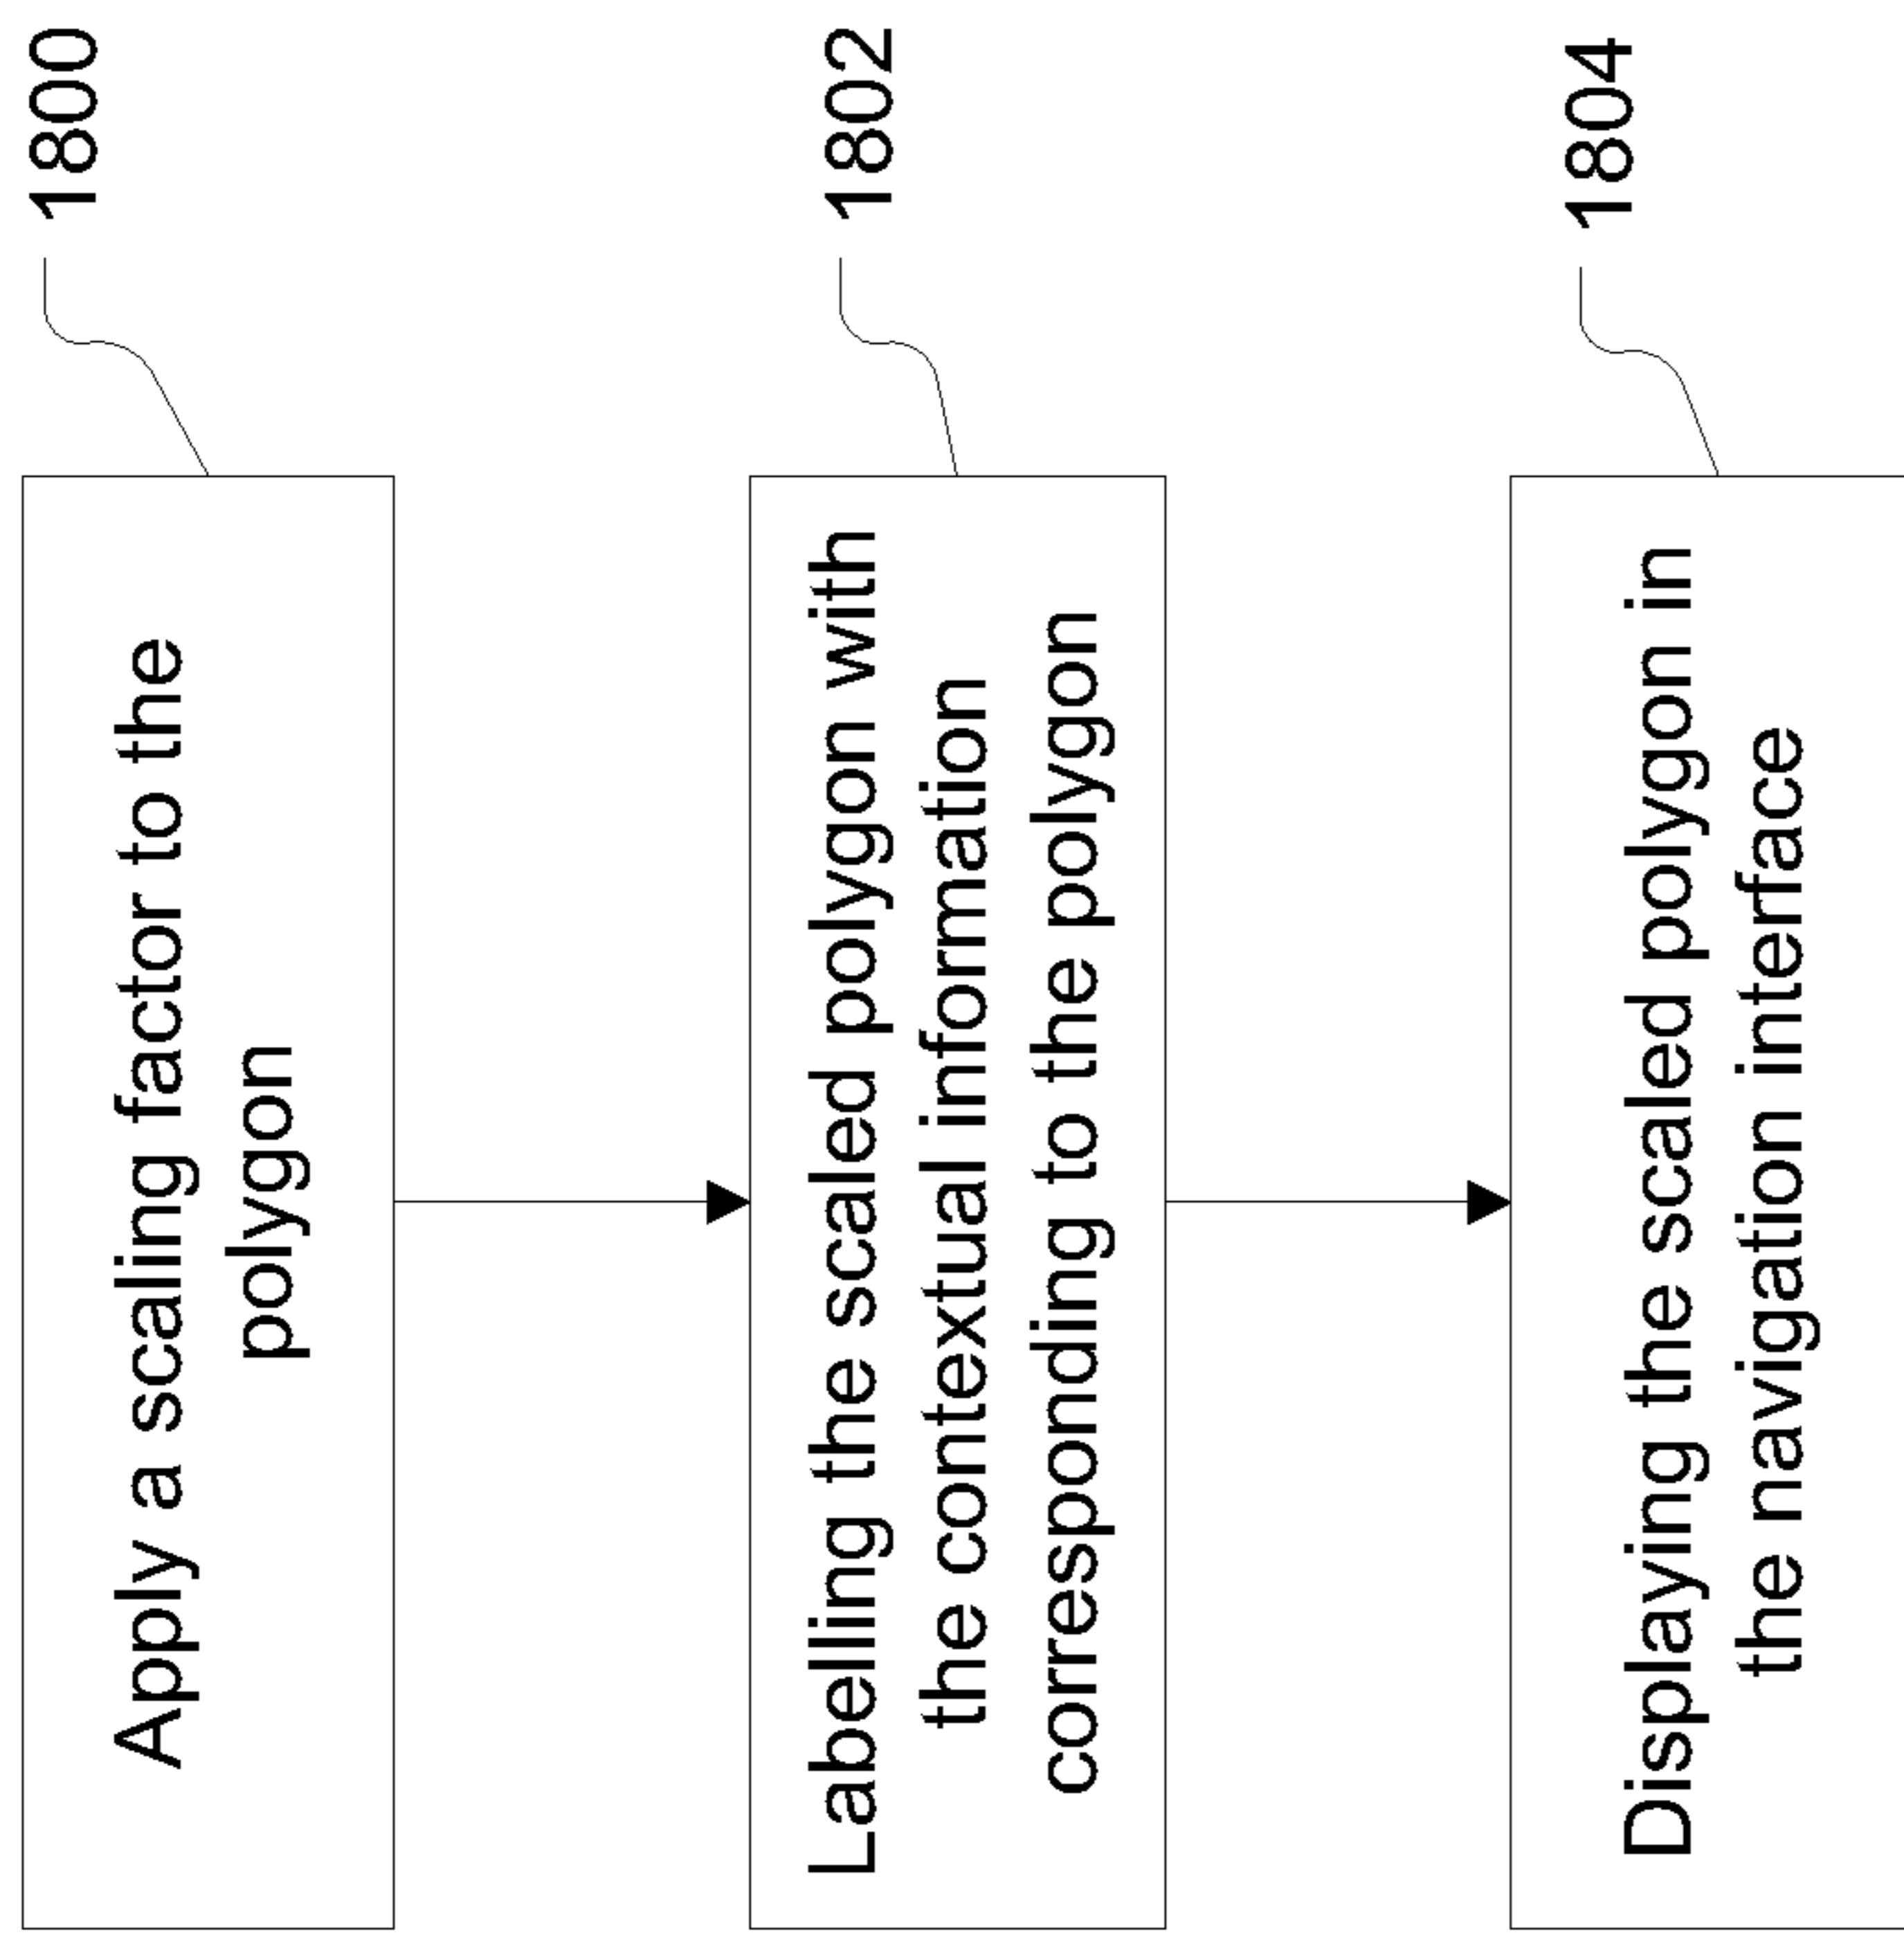 Apply a scaling factor to the
polygon
1800
Labelling the scaled polygon with
the contextual information
corresponding to the polygon
1802
Displaying the scaled polygon in
the navigation interface
1804